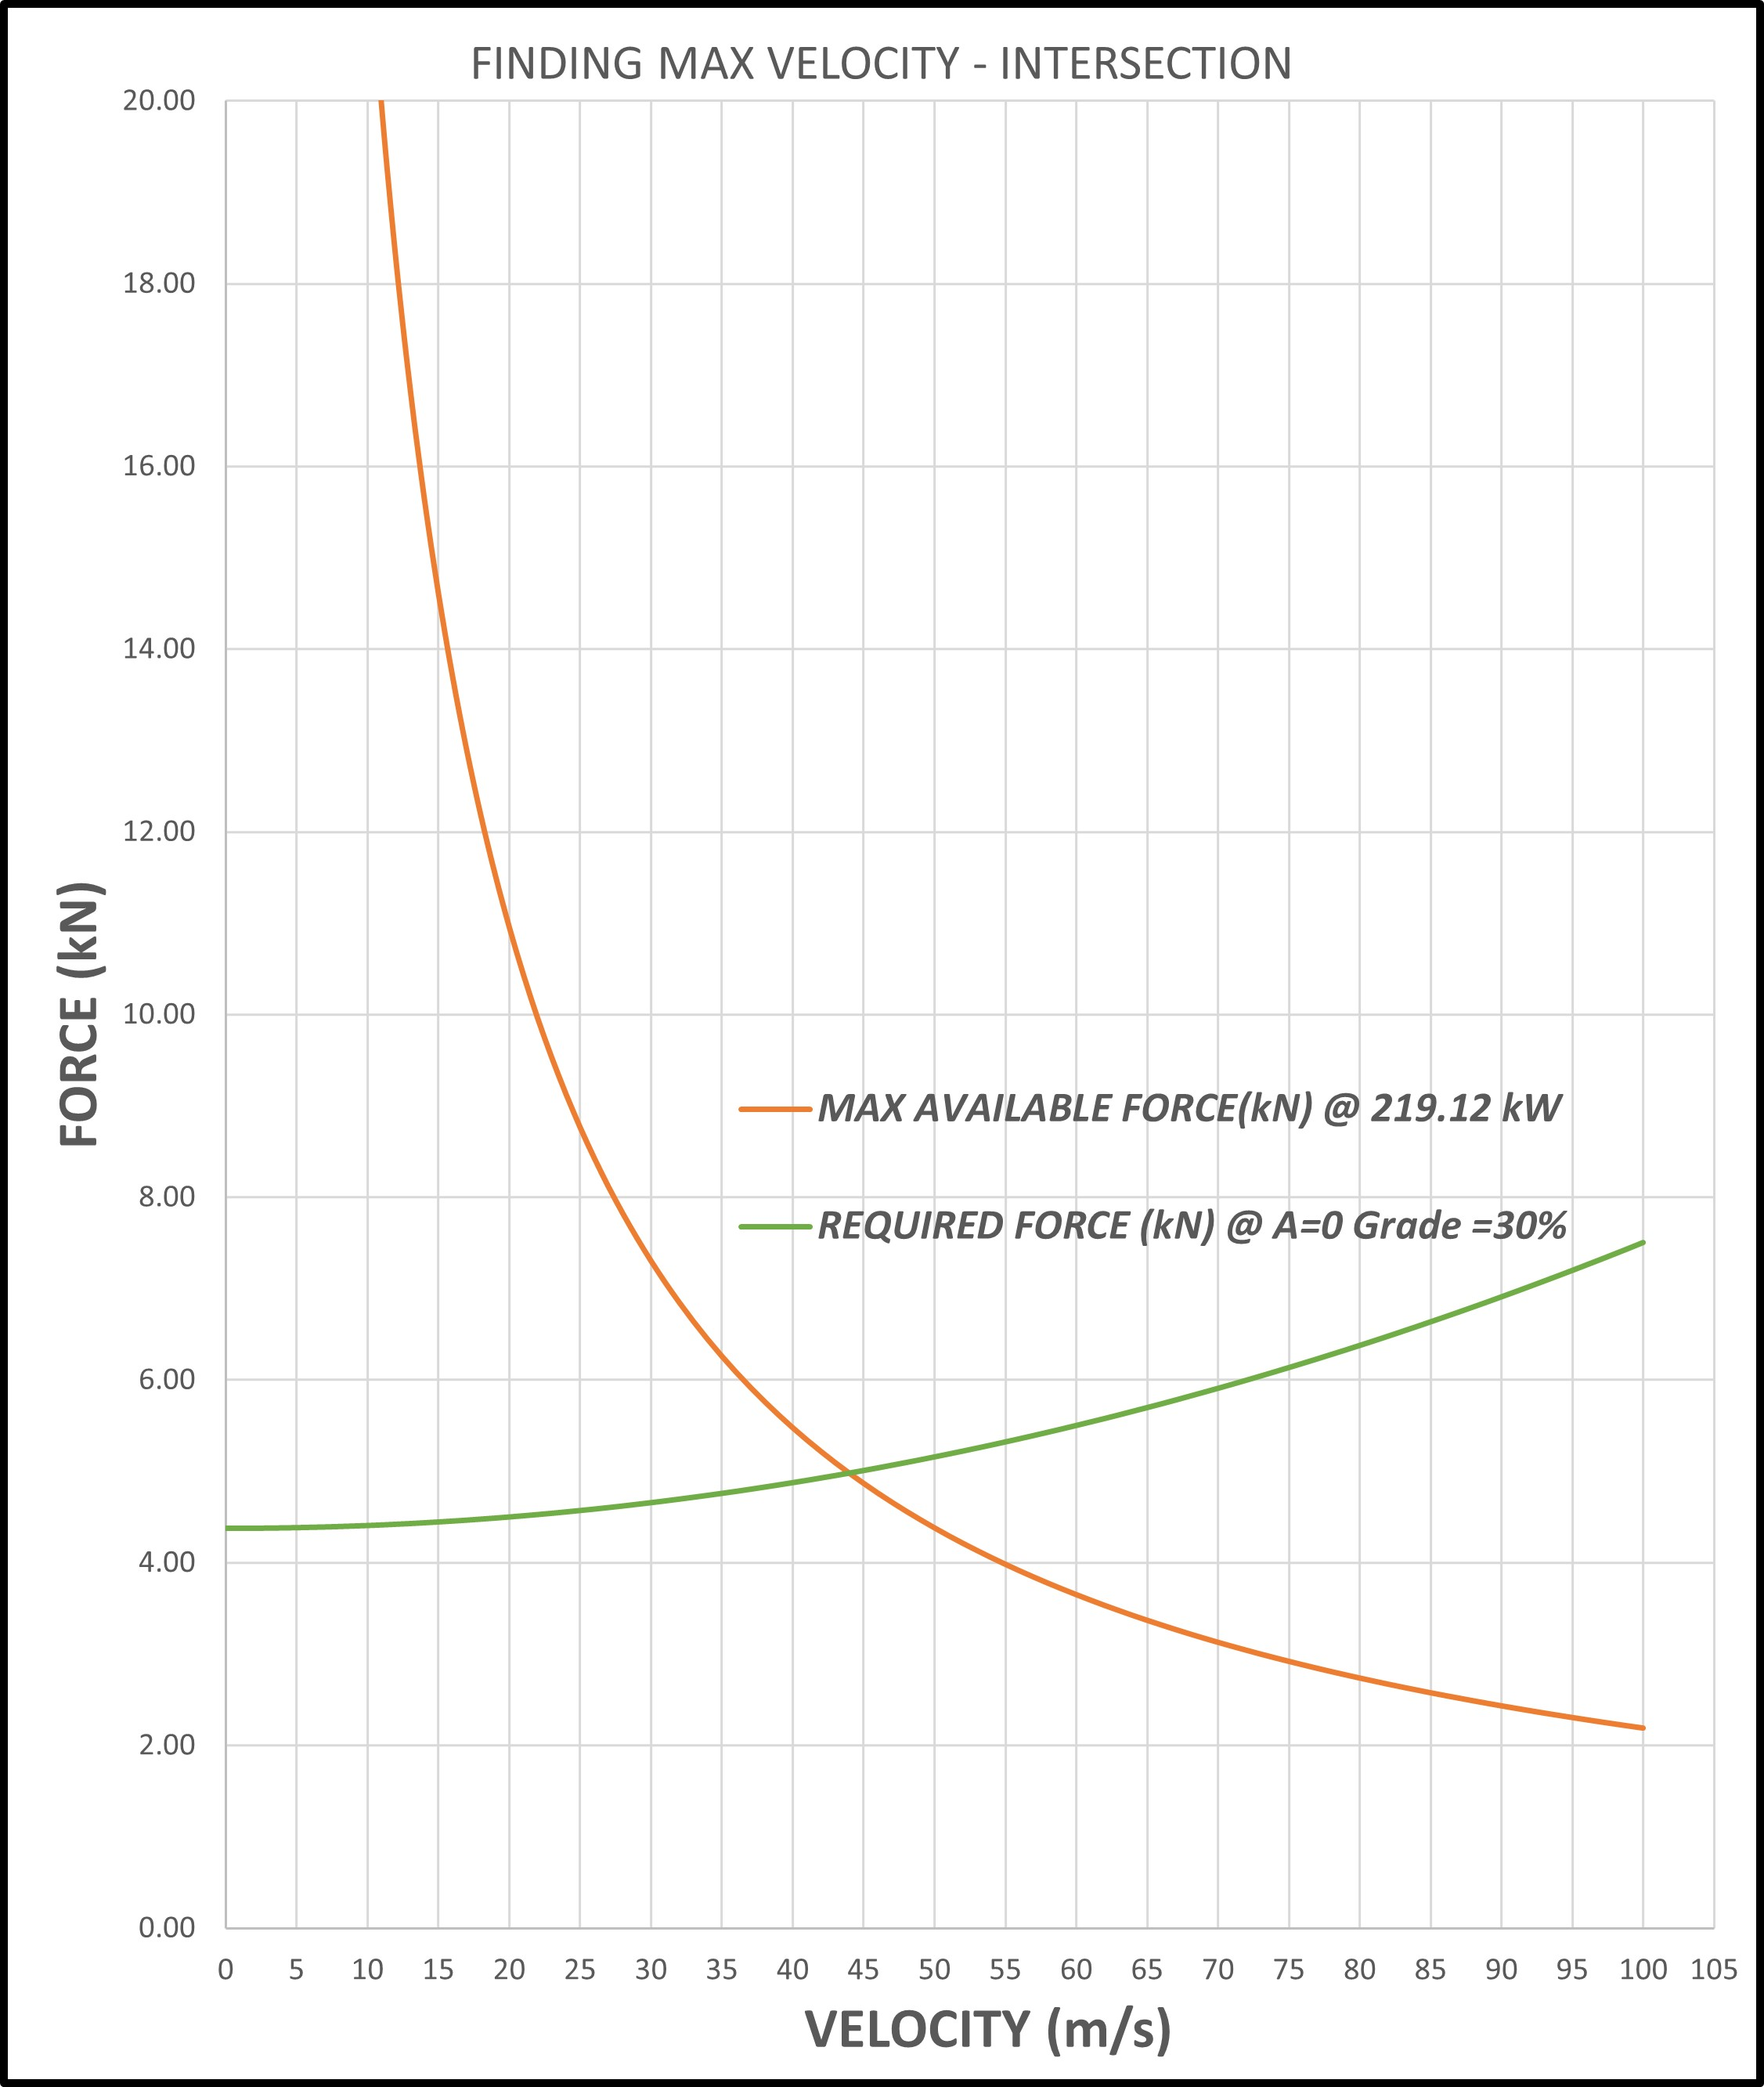 FINDING MAX VELOCITY - INTERSECTION
20.00
18.00
16.00
14.00
12.00
10.00
8.00
6.00
4.00
2.00
0.00
FORCE (kN)
MAX AVAILABLE FORCE(kN) @ 219.12 kW
REQUIRED FORCE (kN) @ A=0 Grade =30%
0 5 10 15 20 25 30 35 40 45 50 55 60 65 70 75 80 85 90 95 100 105
VELOCITY (m/s)